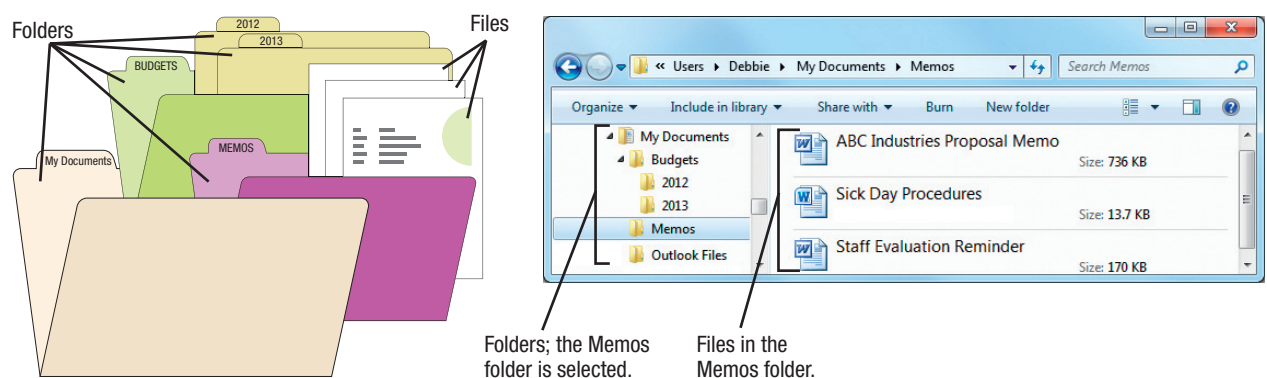 Folders
2012
2013
BUDGETS
MEMOS
My Documents
Files
« Users ▸ Debbie ▸ My Documents ▸ Memos
Search Memos
Organize ▾ Include in library ▾ Share with ▾ Burn New folder
My Documents
Budgets
2012
2013
Memos
Outlook Files
ABC Industries Proposal Memo
Size: 736 KB
Sick Day Procedures
Size: 13.7 KB
Staff Evaluation Reminder
Size: 170 KB
Folders; the Memos
folder is selected.
Files in the
Memos folder.